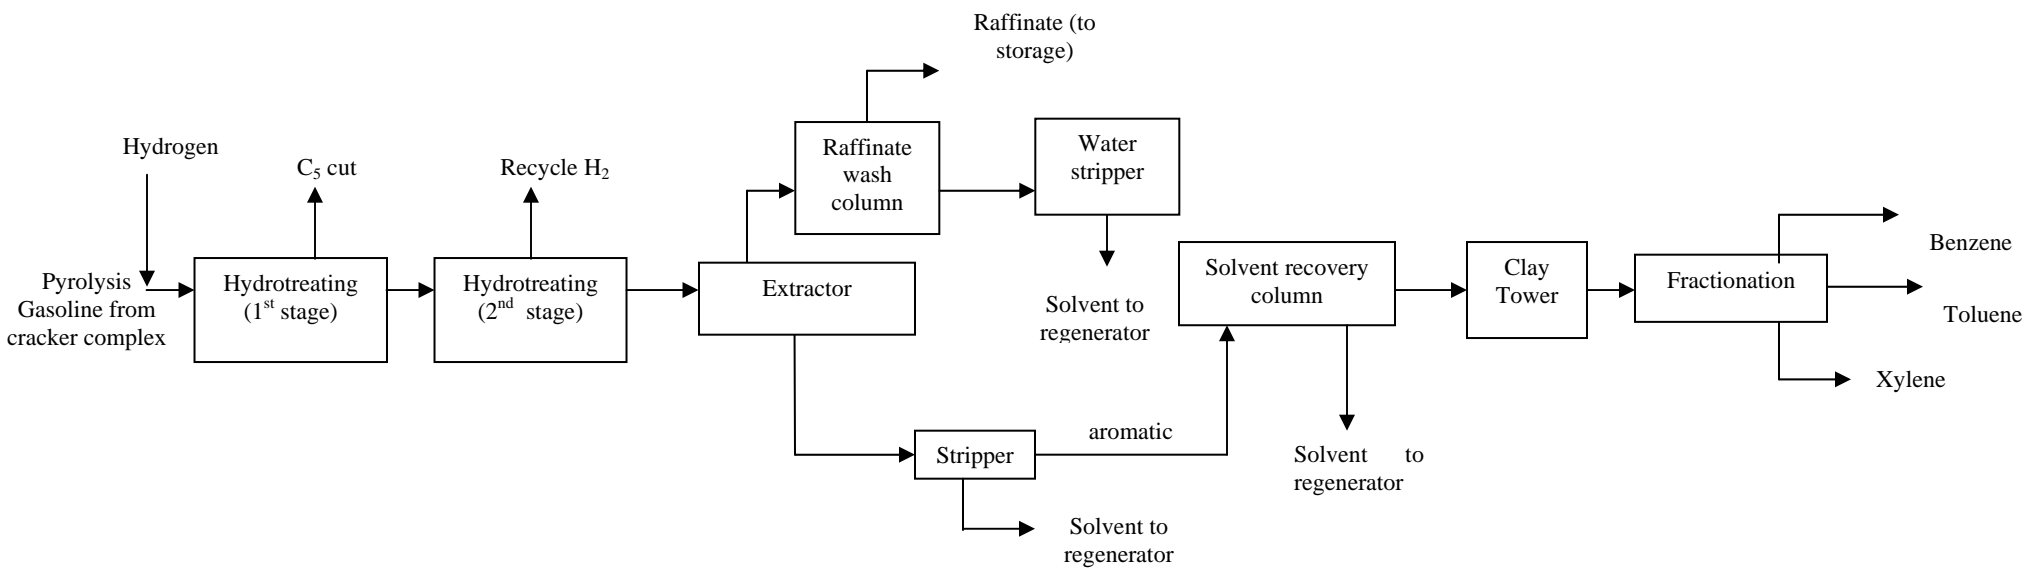 Raffinate (to
storage)
Hydrogen
C5 cut
Recycle H2
Raffinate
wash
column
Water
stripper
Pyrolysis
Gasoline from
cracker complex
Hydrotreating
(1st stage)
Hydrotreating
(2nd stage)
Extractor
Solvent to
regenerator
Solvent recovery
column
Clay
Tower
Fractionation
Benzene
Toluene
Xylene
Stripper
aromatic
Solvent to
regenerator
Solvent to
regenerator